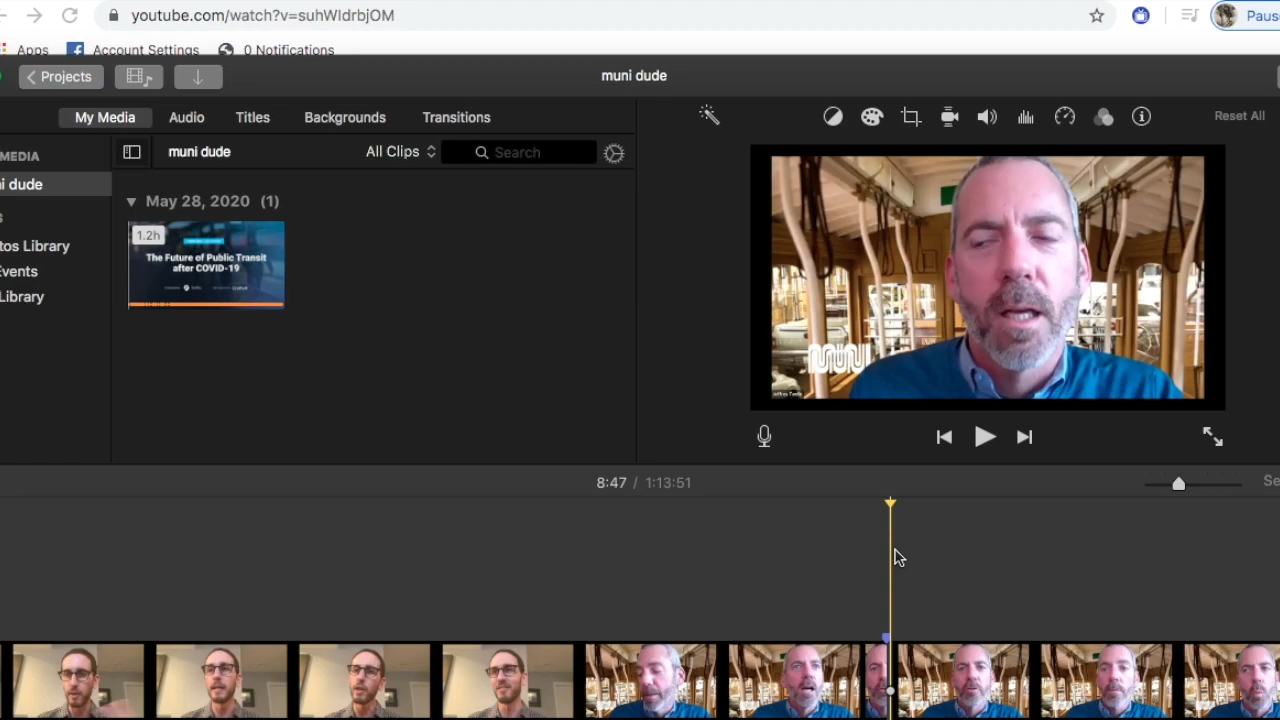 youtube.com/watch?v=suhWIdrbjOM
Paus
Apps Account Settings 0 Notifications
Projects
muni dude
My Media Audio Titles Backgrounds Transitions
Reset All
MEDIA
muni dude
All Clips
Search
i dude
May 28, 2020 (1)
1.2h
The Future of Public Transit
after COVID-19
tos Library
Events
Library
MUNI
8:47 / 1:13:51
Se